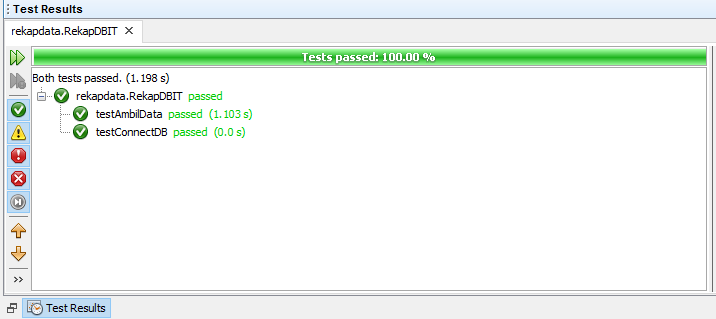 Test Results
rekapdata.RekapDBIT
Tests passed: 100.00 %
Both tests passed. (1.198 s)
rekapdata.RekapDBIT passed
testAmbilData passed (1.103 s)
testConnectDB passed (0.0 s)
>>
Test Results